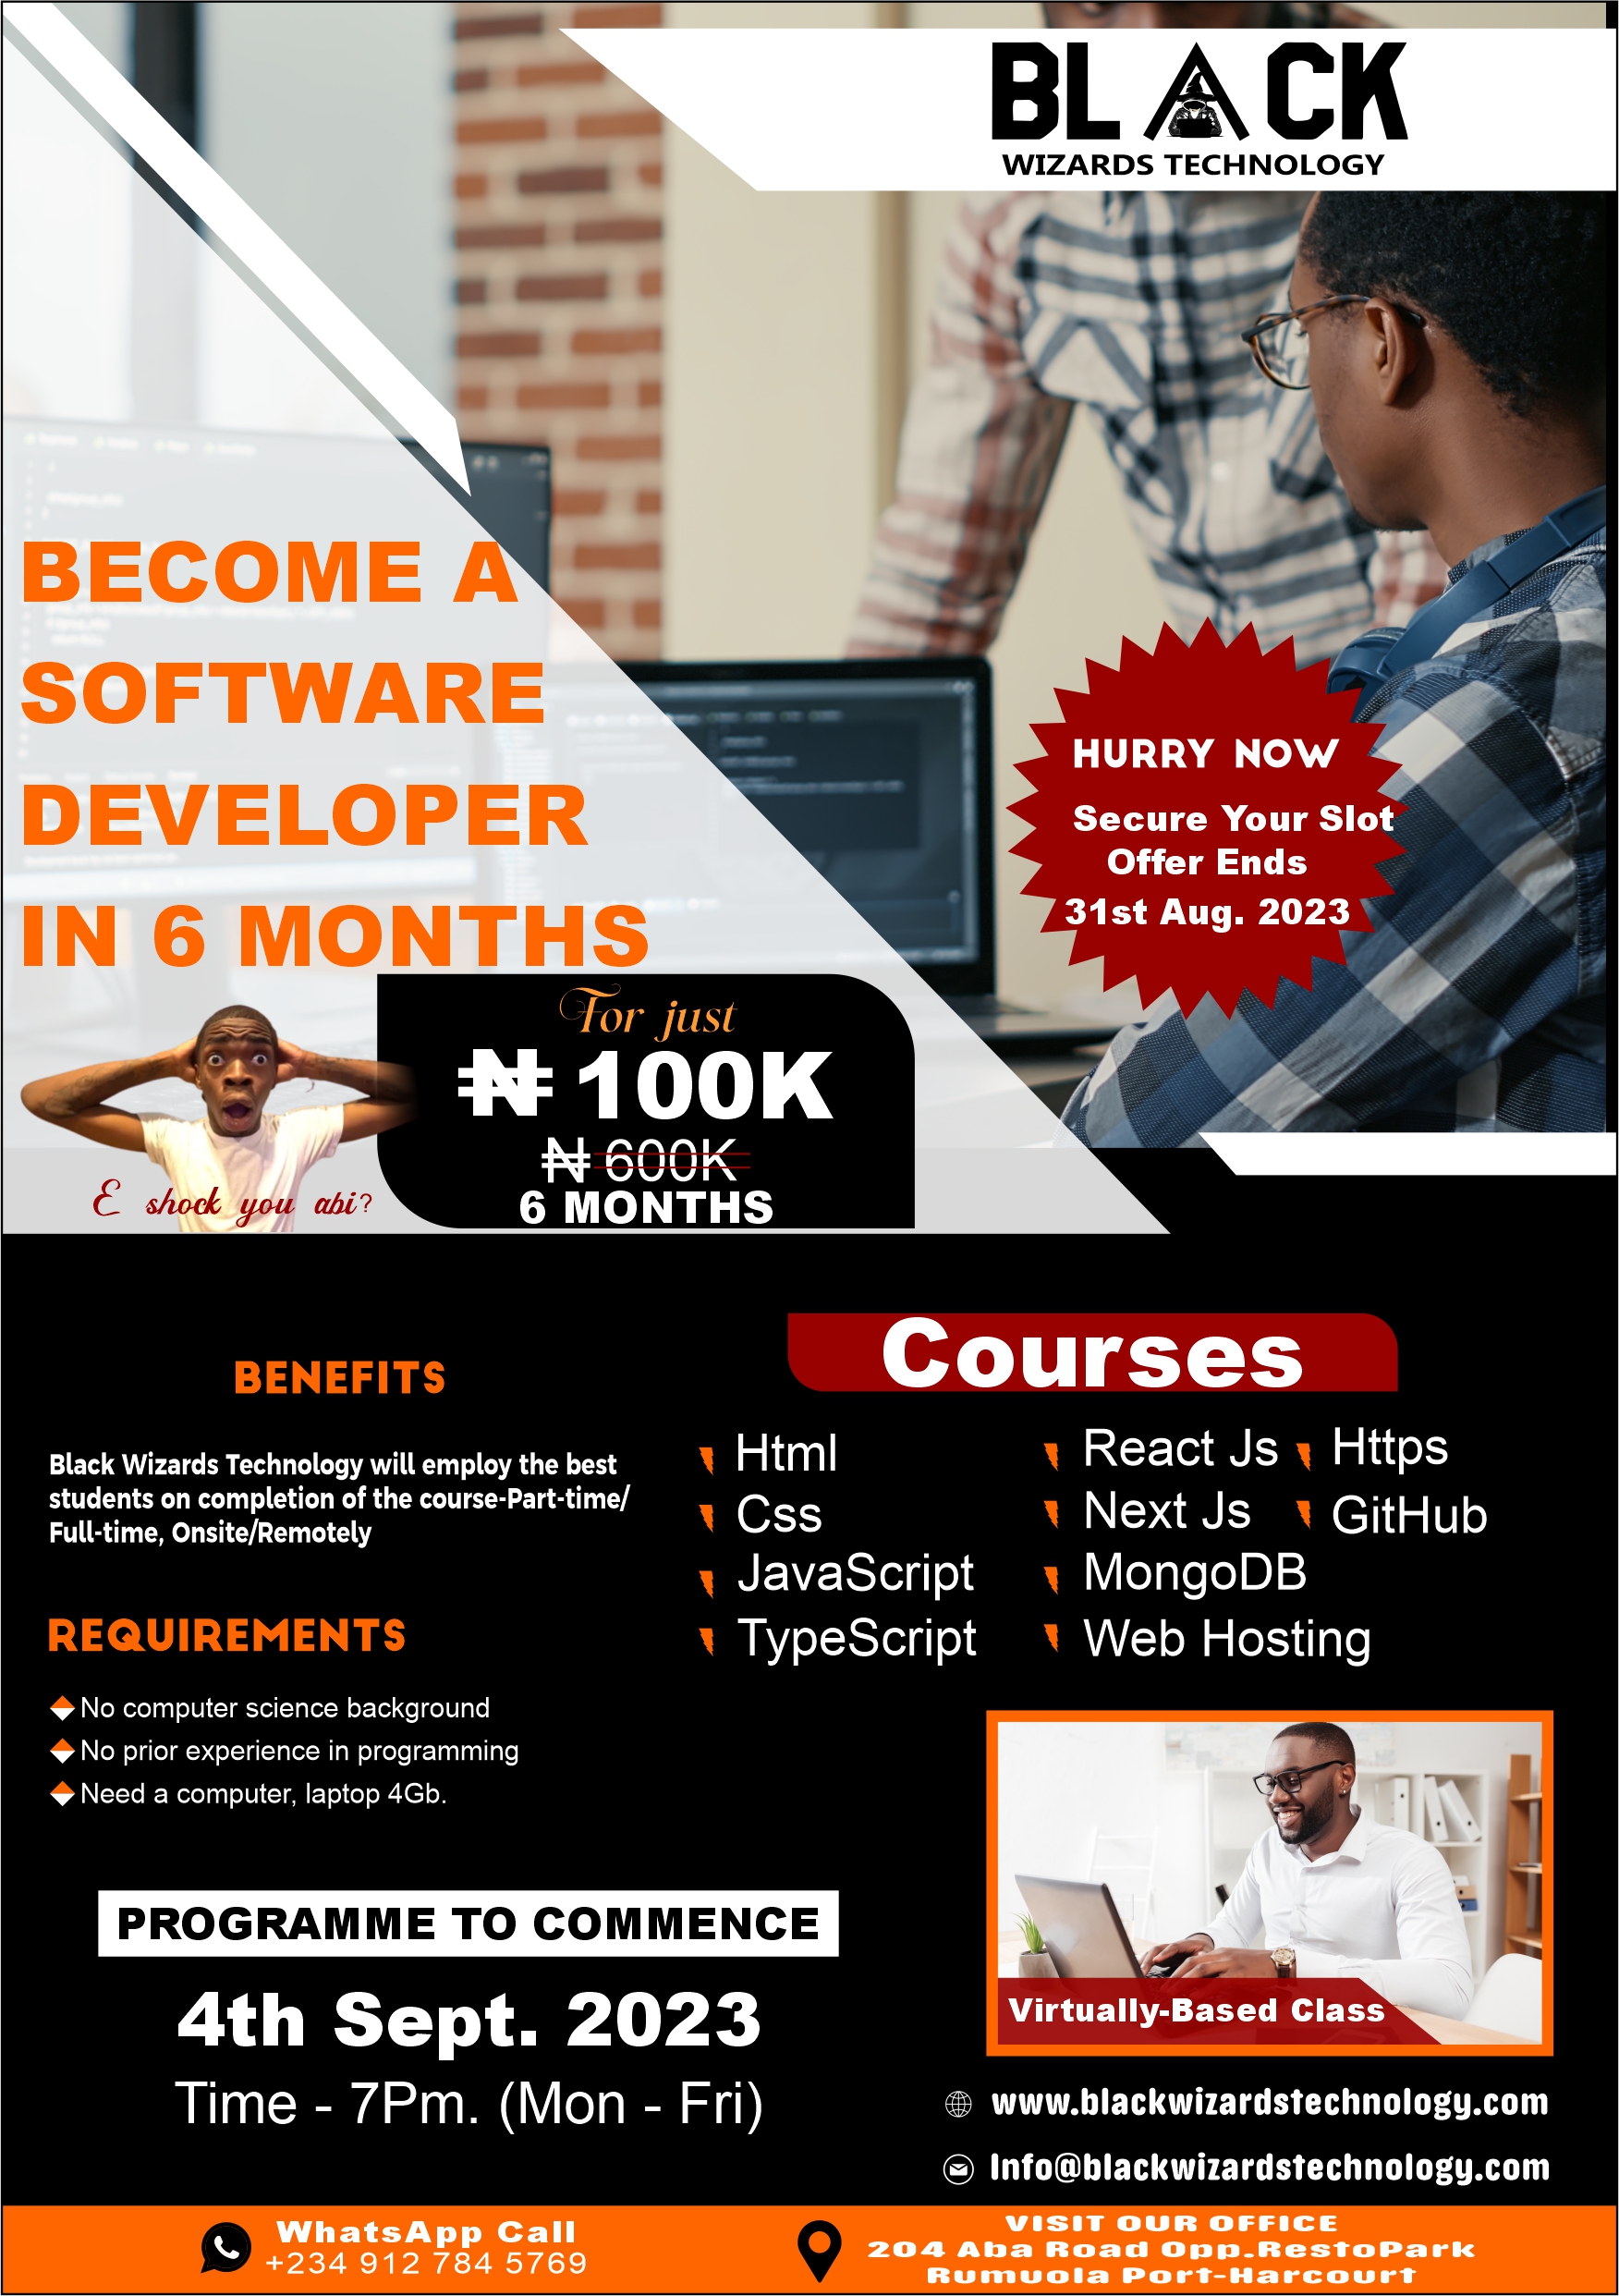 BLACK
WIZARDS TECHNOLOGY
BECOME A
SOFTWARE
DEVELOPER
IN 6 MONTHS
HURRY NOW
Secure Your Slot
Offer Ends
31st Aug. 2023
For just
₦ 100K
₦ 600K
6 MONTHS
E shock you abi?
BENEFITS
Black Wizards Technology will employ the best
students on completion of the course-Part-time/
Full-time, Onsite/Remotely
REQUIREMENTS
No computer science background
No prior experience in programming
Need a computer, laptop 4Gb.
Courses
Html
Css
JavaScript
TypeScript
React Js
Next Js
MongoDB
Web Hosting
Https
GitHub
PROGRAMME TO COMMENCE
4th Sept. 2023
Time - 7Pm. (Mon - Fri)
Virtually-Based Class
www.blackwizardstechnology.com
Info@blackwizardstechnology.com
WhatsApp Call
+234 912 784 5769
VISIT OUR OFFICE
204 Aba Road Opp.RestoPark
Rumuola Port-Harcourt